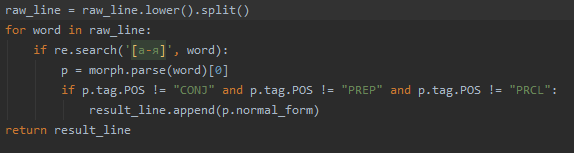 raw_line = raw_line.lower().split()
for word in raw_line:
    if re.search('[а-я]', word):
        p = morph.parse(word)[0]
        if p.tag.POS != "CONJ" and p.tag.POS != "PREP" and p.tag.POS != "PRCL":
            result_line.append(p.normal_form)
return result_line